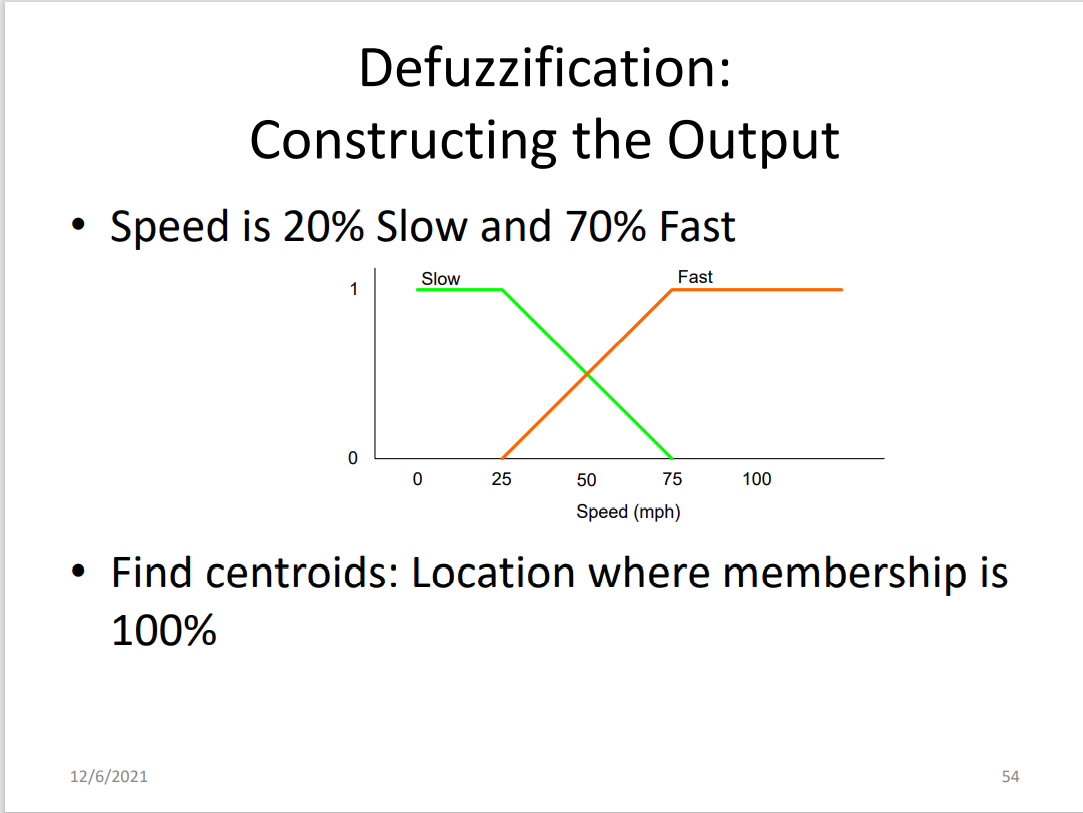 Defuzzification:
Constructing the Output
• Speed is 20% Slow and 70% Fast
Slow
Fast
1
0
0 25 50 75 100
Speed (mph)
• Find centroids: Location where membership is
100%
12/6/2021
54